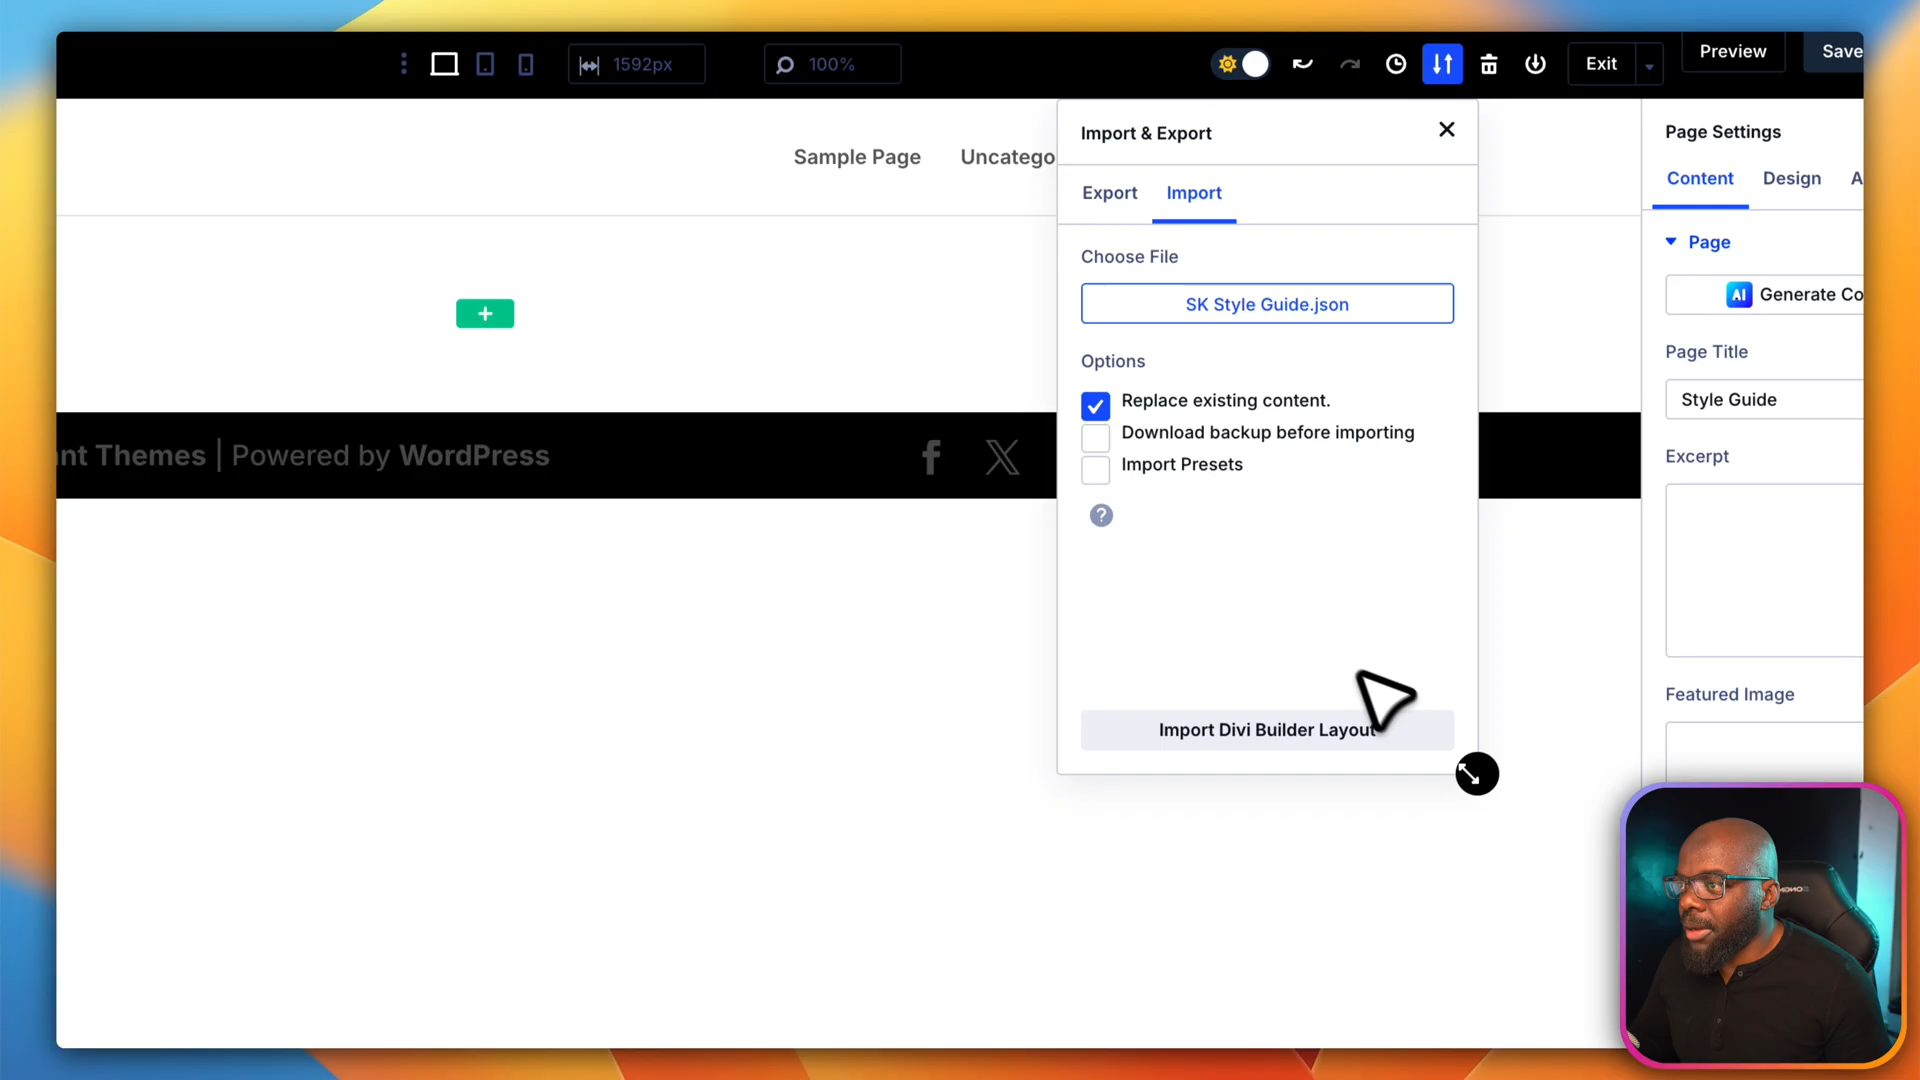 1592px
100%
Exit
Preview
Save
Import & Export
Page Settings
Sample Page
Uncatego
Content
Design
A
Export
Import
Page
Choose File
SK Style Guide.json
AI Generate Co
Options
Page Title
Replace existing content.
Style Guide
Download backup before importing
nt Themes | Powered by WordPress
Excerpt
Import Presets
?
Featured Image
Import Divi Builder Layout